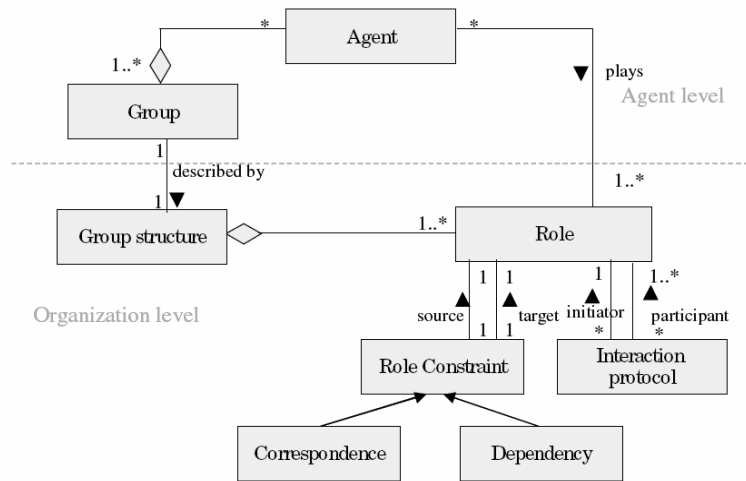 *
Agent
*
1..*
plays
Agent level
Group
1
described by
1..*
1
Group structure
1..*
Role
1
1
1
1..*
Organization level
source
target
initiator
participant
1
1
*
*
Role Constraint
Interaction
protocol
Correspondence
Dependency